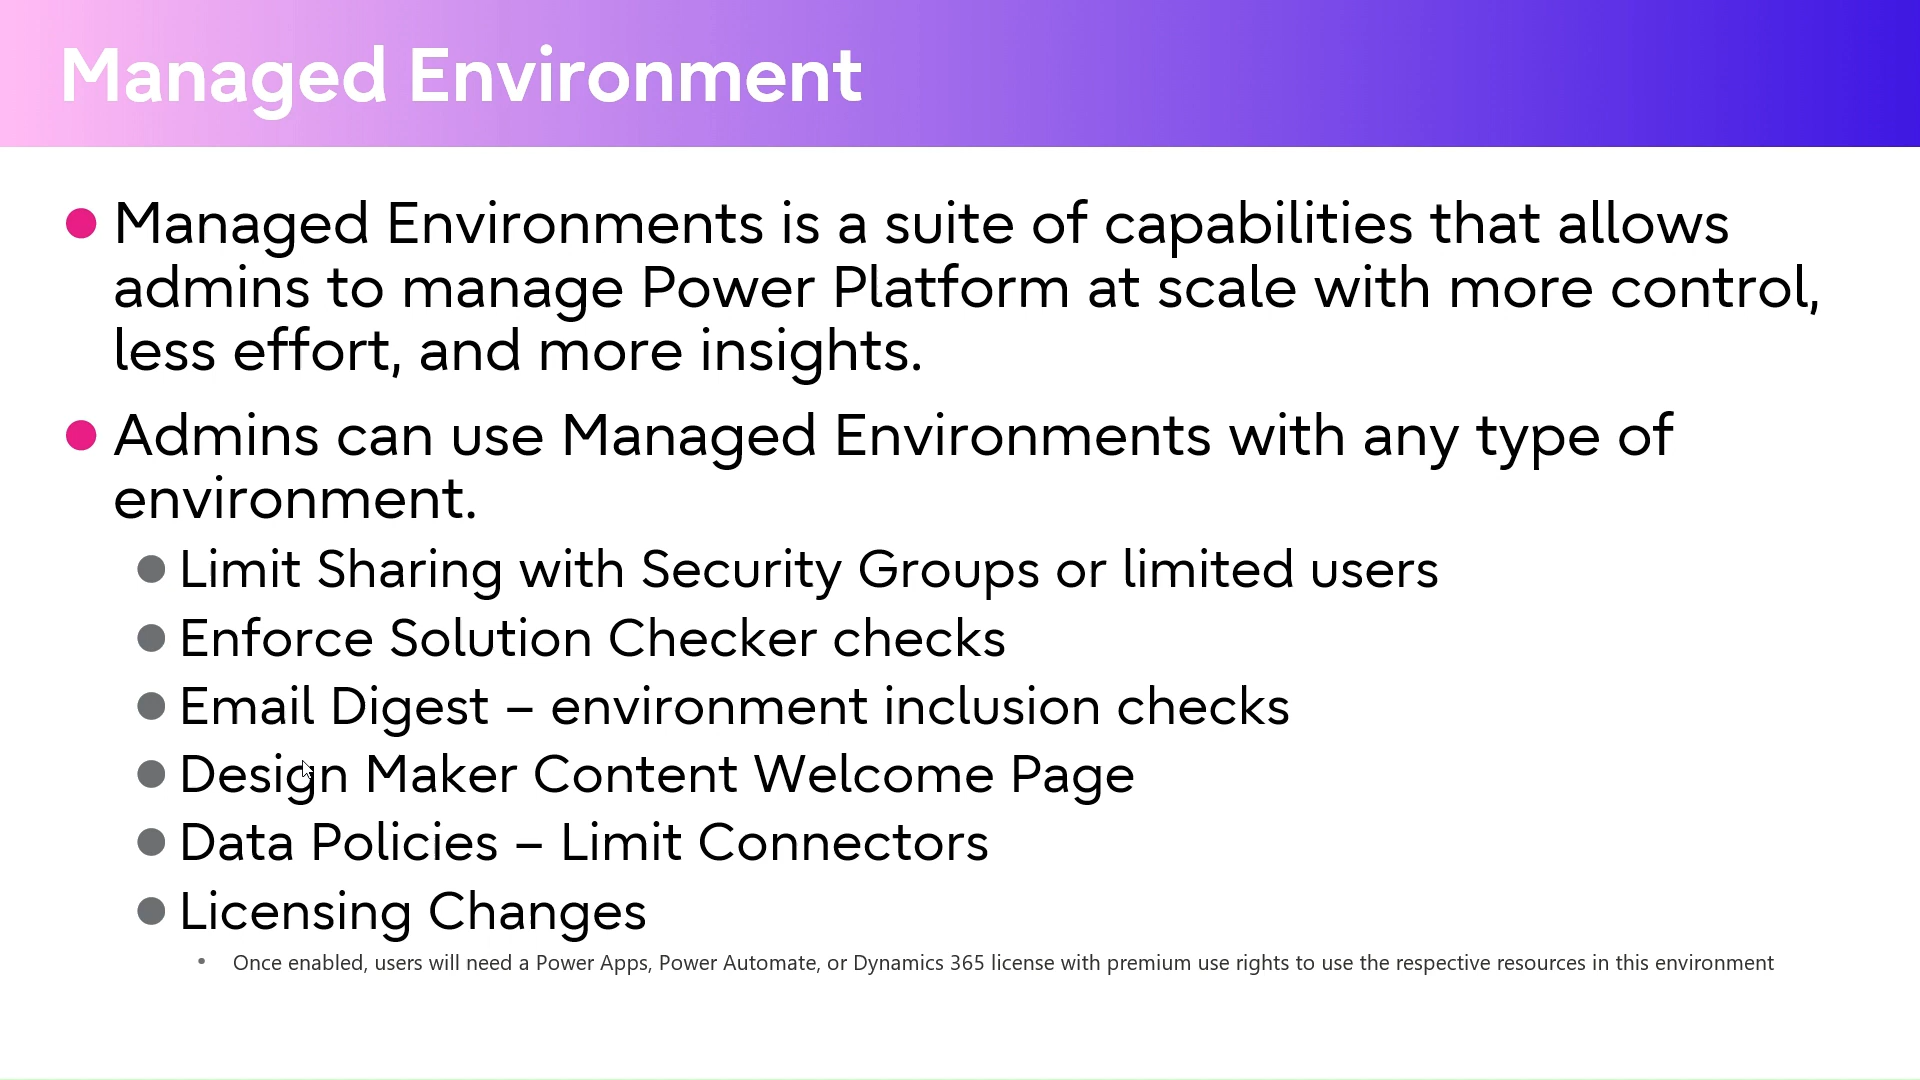 Managed Environment
Managed Environments is a suite of capabilities that allows
admins to manage Power Platform at scale with more control,
less effort, and more insights.
Admins can use Managed Environments with any type of
environment.
Limit Sharing with Security Groups or limited users
Enforce Solution Checker checks
Email Digest – environment inclusion checks
Design Maker Content Welcome Page
Data Policies – Limit Connectors
Licensing Changes
Once enabled, users will need a Power Apps, Power Automate, or Dynamics 365 license with premium use rights to use the respective resources in this environment